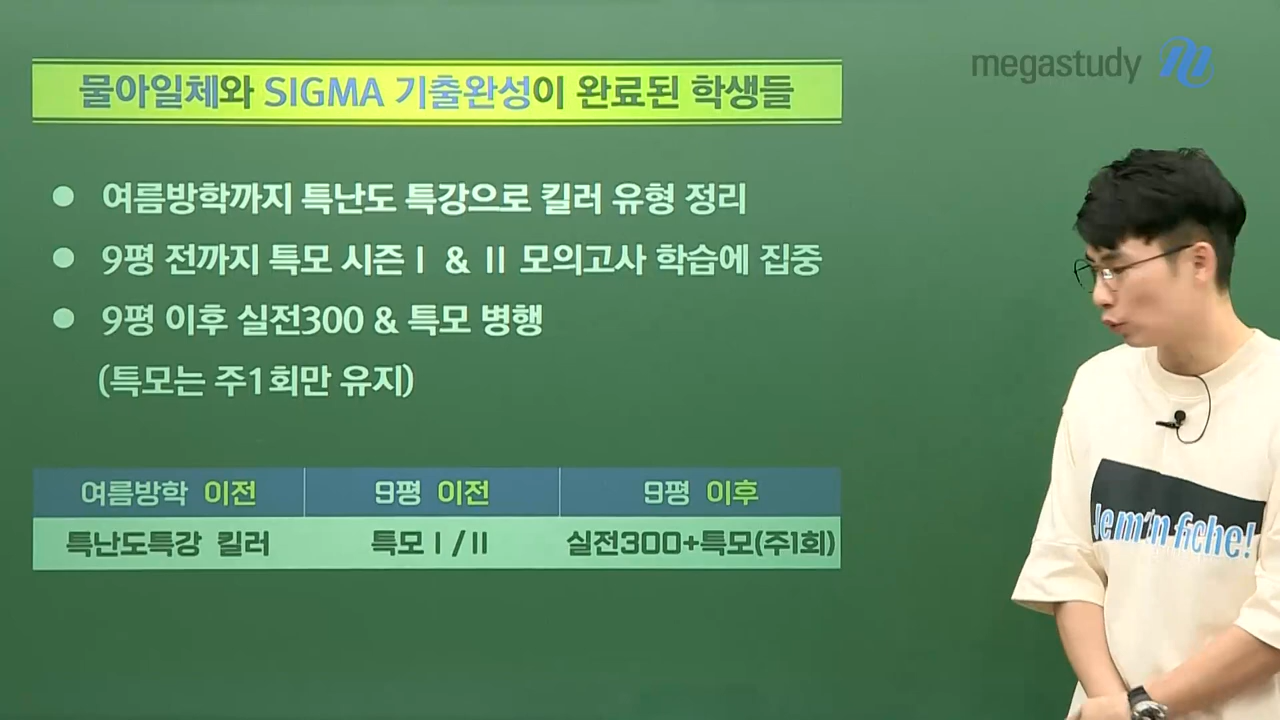 megastudy
물아일체와 SIGMA 기출완성이 완료된 학생들
● 여름방학까지 특난도 특강으로 킬러 유형 정리
● 9평 전까지 특모 시즌Ⅰ & Ⅱ 모의고사 학습에 집중
● 9평 이후 실전300 & 특모 병행
(특모는 주1회만 유지)
여름방학 이전 9평 이전 9평 이후
특난도특강 킬러 특모Ⅰ/Ⅱ 실전300+특모(주1회)
Jem'n fiche!